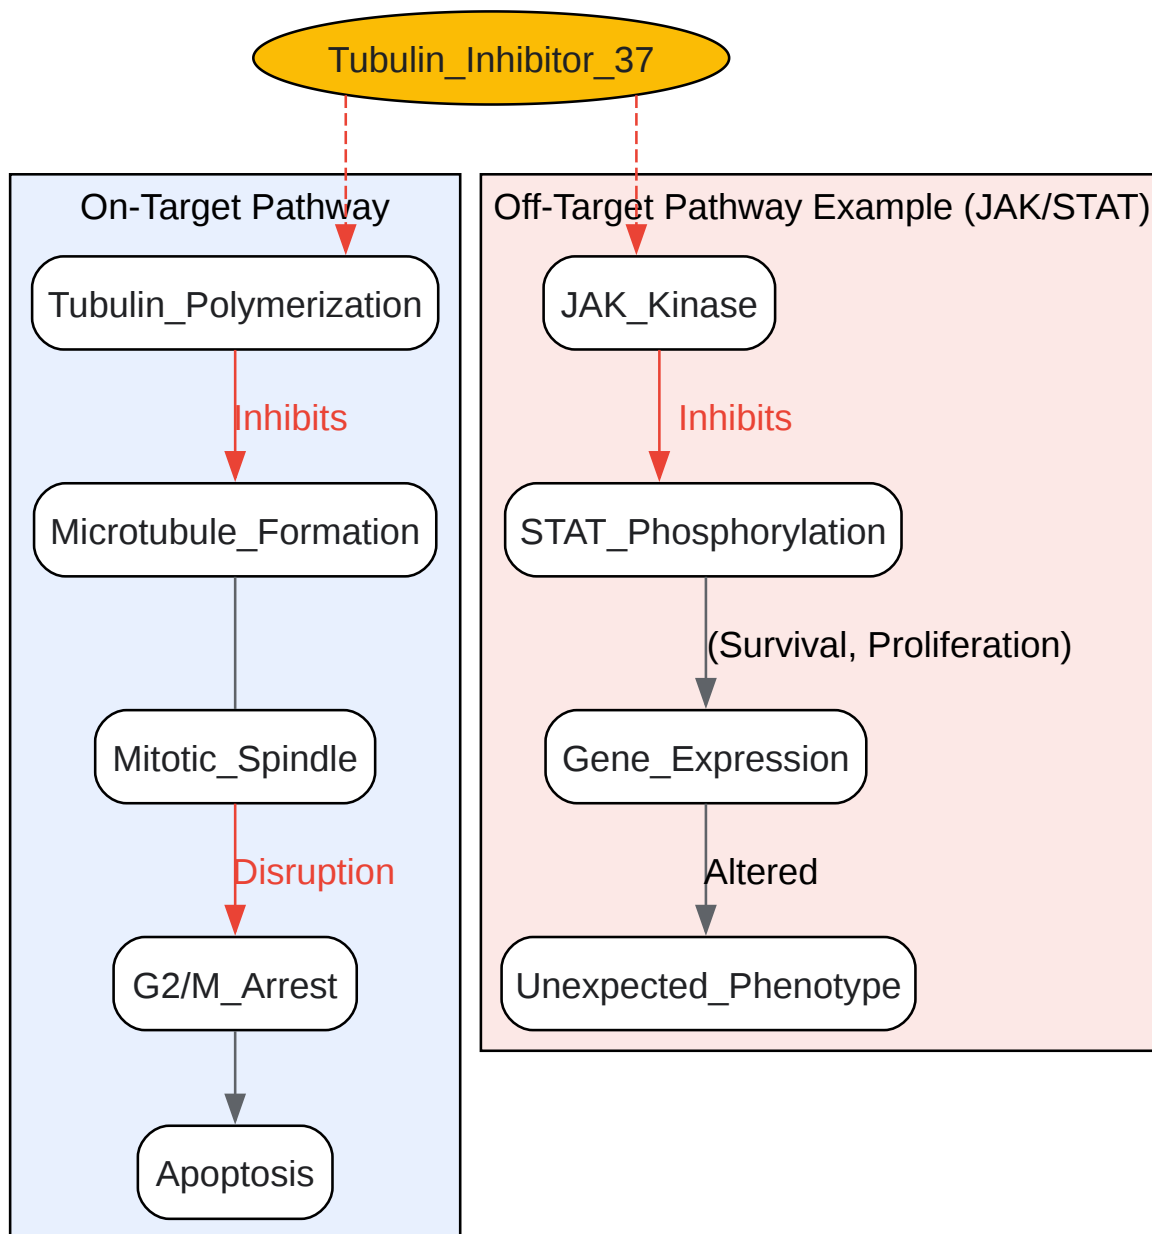 Tubulin_Inhibitor_37
On-Target Pathway
Tubulin_Polymerization
Inhibits
Microtubule_Formation
Mitotic_Spindle
Disruption
G2/M_Arrest
Apoptosis
Off-Target Pathway Example (JAK/STAT)
JAK_Kinase
Inhibits
STAT_Phosphorylation
(Survival, Proliferation)
Gene_Expression
Altered
Unexpected_Phenotype